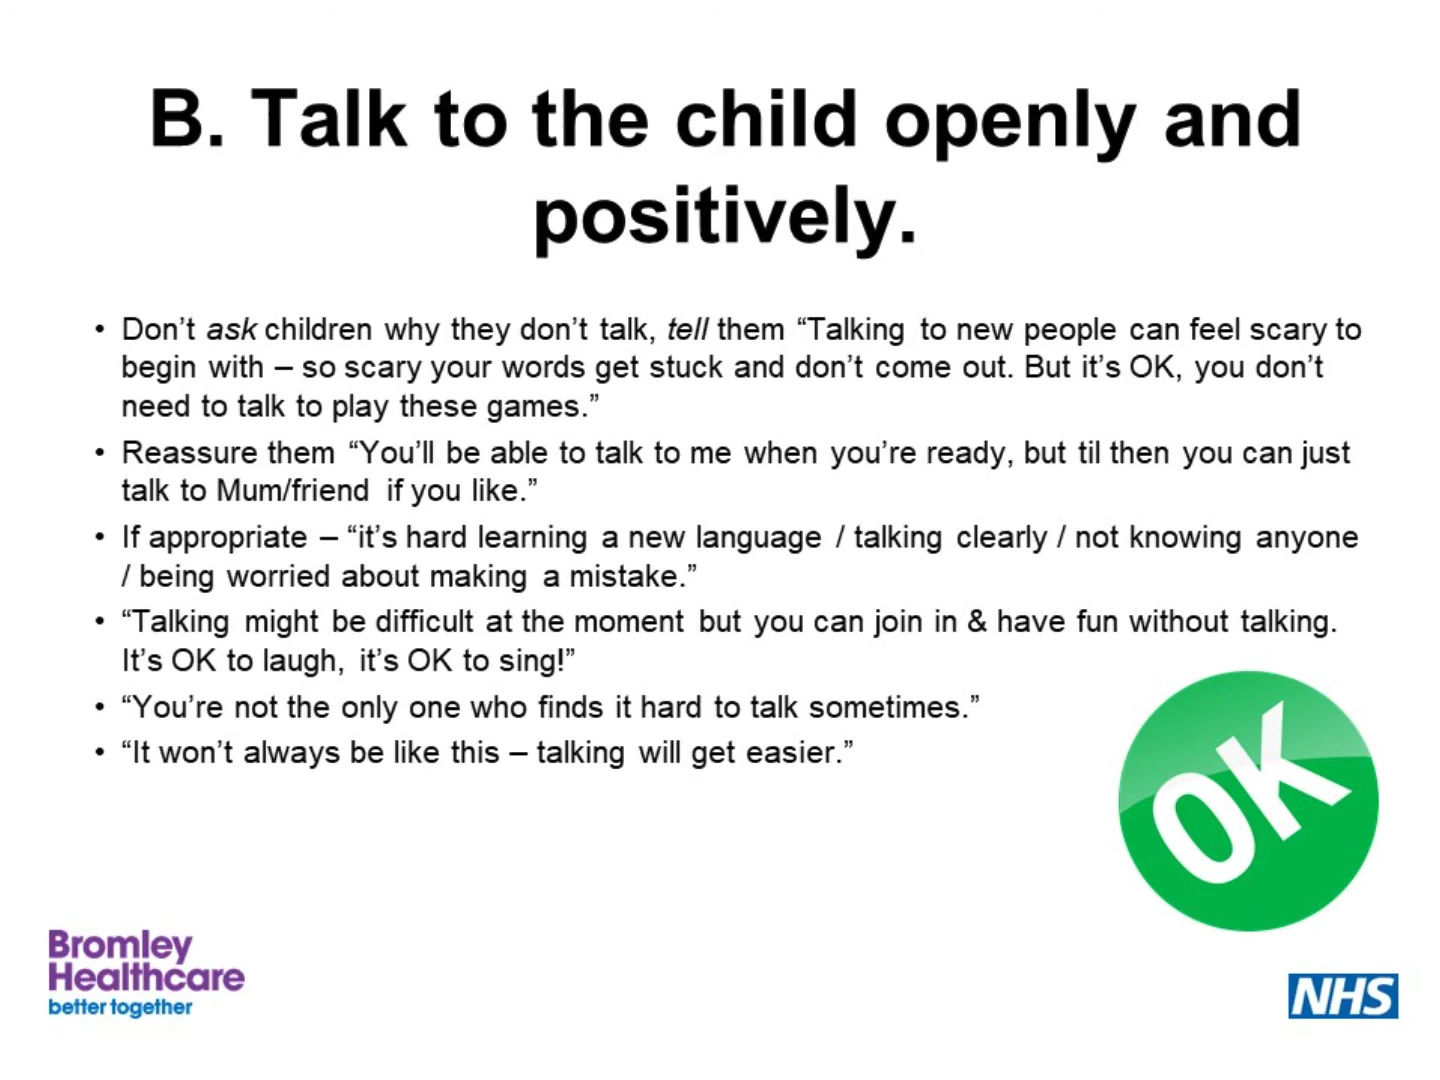 B. Talk to the child openly and
positively.
• Don’t ask children why they don’t talk, tell them “Talking to new people can feel scary to
begin with – so scary your words get stuck and don’t come out. But it’s OK, you don’t
need to talk to play these games.”
• Reassure them “You’ll be able to talk to me when you’re ready, but til then you can just
talk to Mum/friend if you like.”
• If appropriate – “it’s hard learning a new language / talking clearly / not knowing anyone
/ being worried about making a mistake.”
• “Talking might be difficult at the moment but you can join in & have fun without talking.
It’s OK to laugh, it’s OK to sing!”
• “You’re not the only one who finds it hard to talk sometimes.”
• “It won’t always be like this – talking will get easier.”
OK
Bromley
Healthcare
better together
NHS